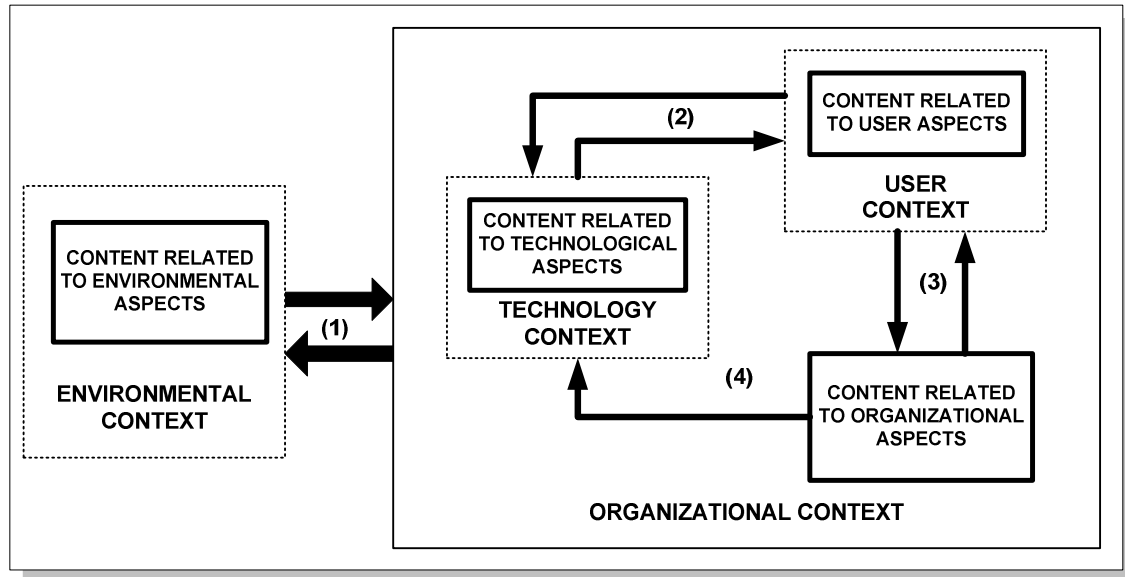 CONTENT RELATED
TO ENVIRONMENTAL
ASPECTS
ENVIRONMENTAL
CONTEXT
(1)
CONTENT RELATED
TO TECHNOLOGICAL
ASPECTS
TECHNOLOGY
CONTEXT
(2)
CONTENT RELATED
TO USER ASPECTS
USER
CONTEXT
(3)
(4)
CONTENT RELATED
TO ORGANIZATIONAL
ASPECTS
ORGANIZATIONAL CONTEXT